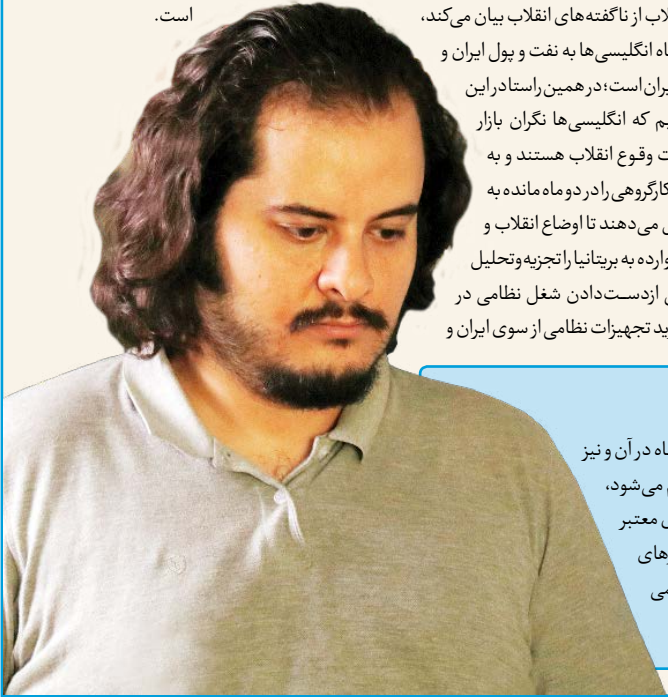 لاب از ناگفته‌های انقلاب بیان می‌کند،
اه انگلیسی‌ها به نفت و پول ایران و
یران است؛ در همین راستا در این
یم که انگلیسی‌ها نگران بازار
ت وقوع انقلاب هستند و به
کارگروهی را در دو ماه مانده به
ل می‌دهند تا اوضاع انقلاب و
وارده به بریتانیا را تجزیه‌وتحلیل
ازدست‌دادن شغل نظامی در
ید تجهیزات نظامی از سوی ایران و
است.
اه در آن و نیز
می‌شود،
معتبر
های
می